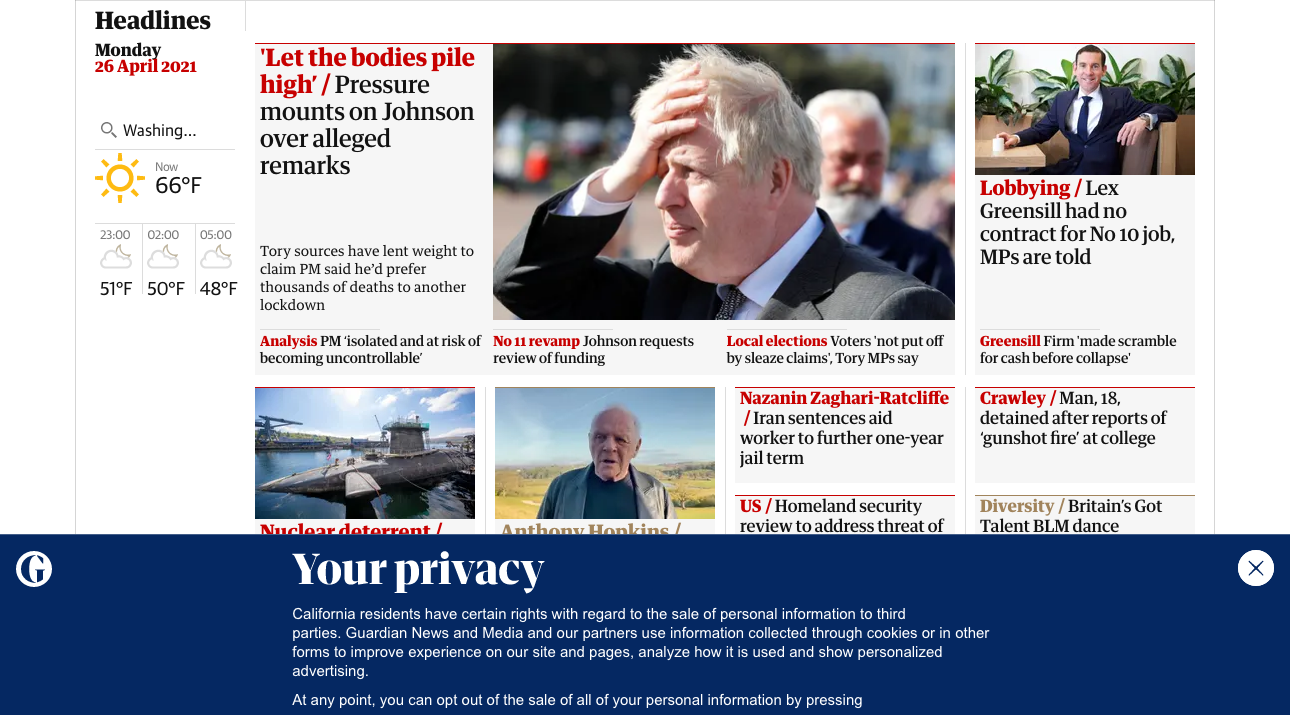 Headlines
Monday
26 April 2021
Washing...
Now
66°F
23:00
02:00
05:00
51°F
50°F
48°F
'Let the bodies pile
high' / Pressure
mounts on Johnson
over alleged
remarks
Tory sources have lent weight to
claim PM said he'd prefer
thousands of deaths to another
lockdown
Analysis PM 'isolated and at risk of
becoming uncontrollable'
No 11 revamp Johnson requests
review of funding
Local elections Voters 'not put off
by sleaze claims', Tory MPs say
Lobbying / Lex
Greensill had no
contract for No 10 job,
MPs are told
Greensill Firm 'made scramble
for cash before collapse'
Nuclear deterrent /
Anthony Hopkins /
Nazanin Zaghari-Ratcliffe
/ Iran sentences aid
worker to further one-year
jail term
US / Homeland security
review to address threat of
Crawley / Man, 18,
detained after reports of
'gunshot fire' at college
Diversity / Britain's Got
Talent BLM dance
G
Your privacy
California residents have certain rights with regard to the sale of personal information to third
parties. Guardian News and Media and our partners use information collected through cookies or in other
forms to improve experience on our site and pages, analyze how it is used and show personalized
advertising.
At any point, you can opt out of the sale of all of your personal information by pressing